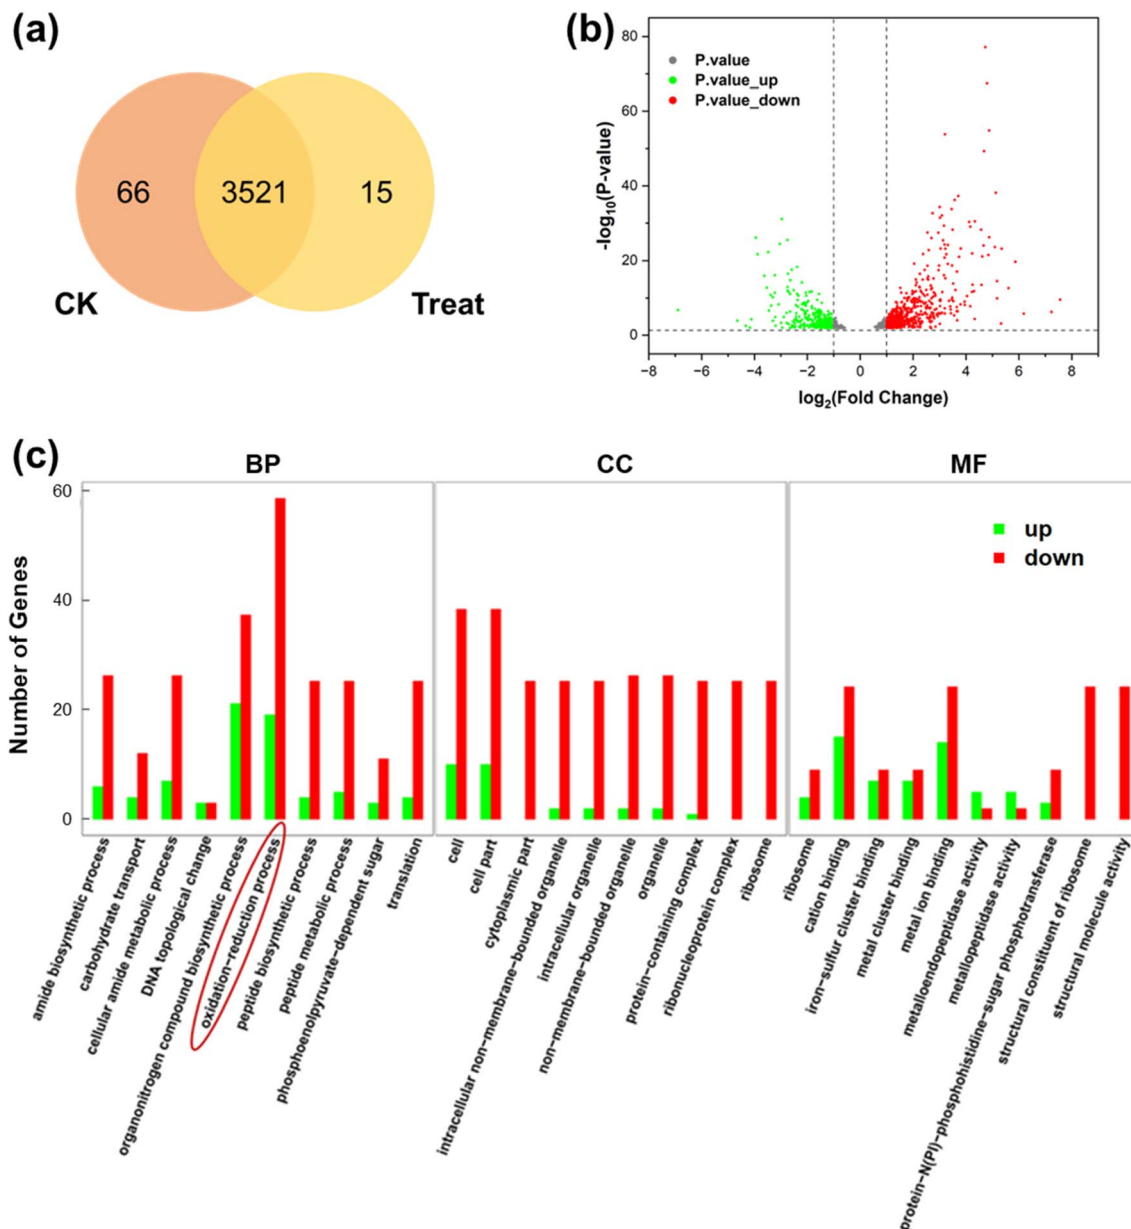 (a)
66
3521
15
CK
Treat
(b)
80
60
40
20
0
-log10(P-value)
P.value
P.value_up
P.value_down
−8
−6
−4
−2
0
2
4
6
8
log2(Fold Change)
(c)
BP
CC
MF
60
40
20
0
Number of Genes
up
down
amide biosynthetic process
carbohydrate transport
cellular amide metabolic process
DNA topological change
organonitrogen compound biosynthetic process
oxidation−reduction process
peptide biosynthetic process
peptide metabolic process
phosphoenolpyruvate−dependent sugar
translation
cell
cell part
cytoplasmic part
intracellular non−membrane−bounded organelle
intracellular organelle
non−membrane−bounded organelle
organelle
protein−containing complex
ribonucleoprotein complex
ribosome
ribosome
cation binding
iron−sulfur cluster binding
metal cluster binding
metal ion binding
metalloendopeptidase activity
metallopeptidase activity
protein−N(PI)−phosphohistidine−sugar phosphotransferase
structural constituent of ribosome
structural molecule activity